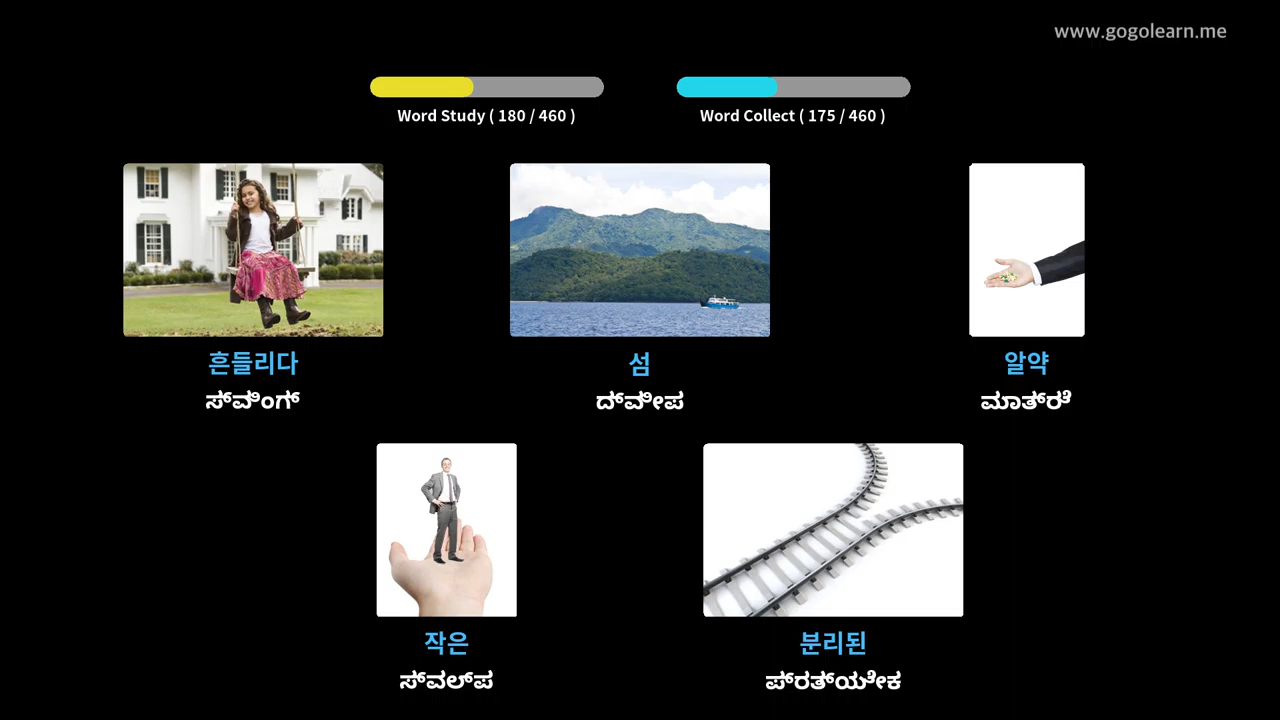 www.gogolearn.me
Word Study ( 180 / 460 )
Word Collect ( 175 / 460 )
흔들리다
섬
알약
ಸ್‌ವಿಂಗ್
ದ್‌ವೀಪ
ಮಾತ್‌ರೆ
작은
분리된
ಸ್‌ವಲ್‌ಪ
ಪ್‌ರತ್‌ಯೇಕ